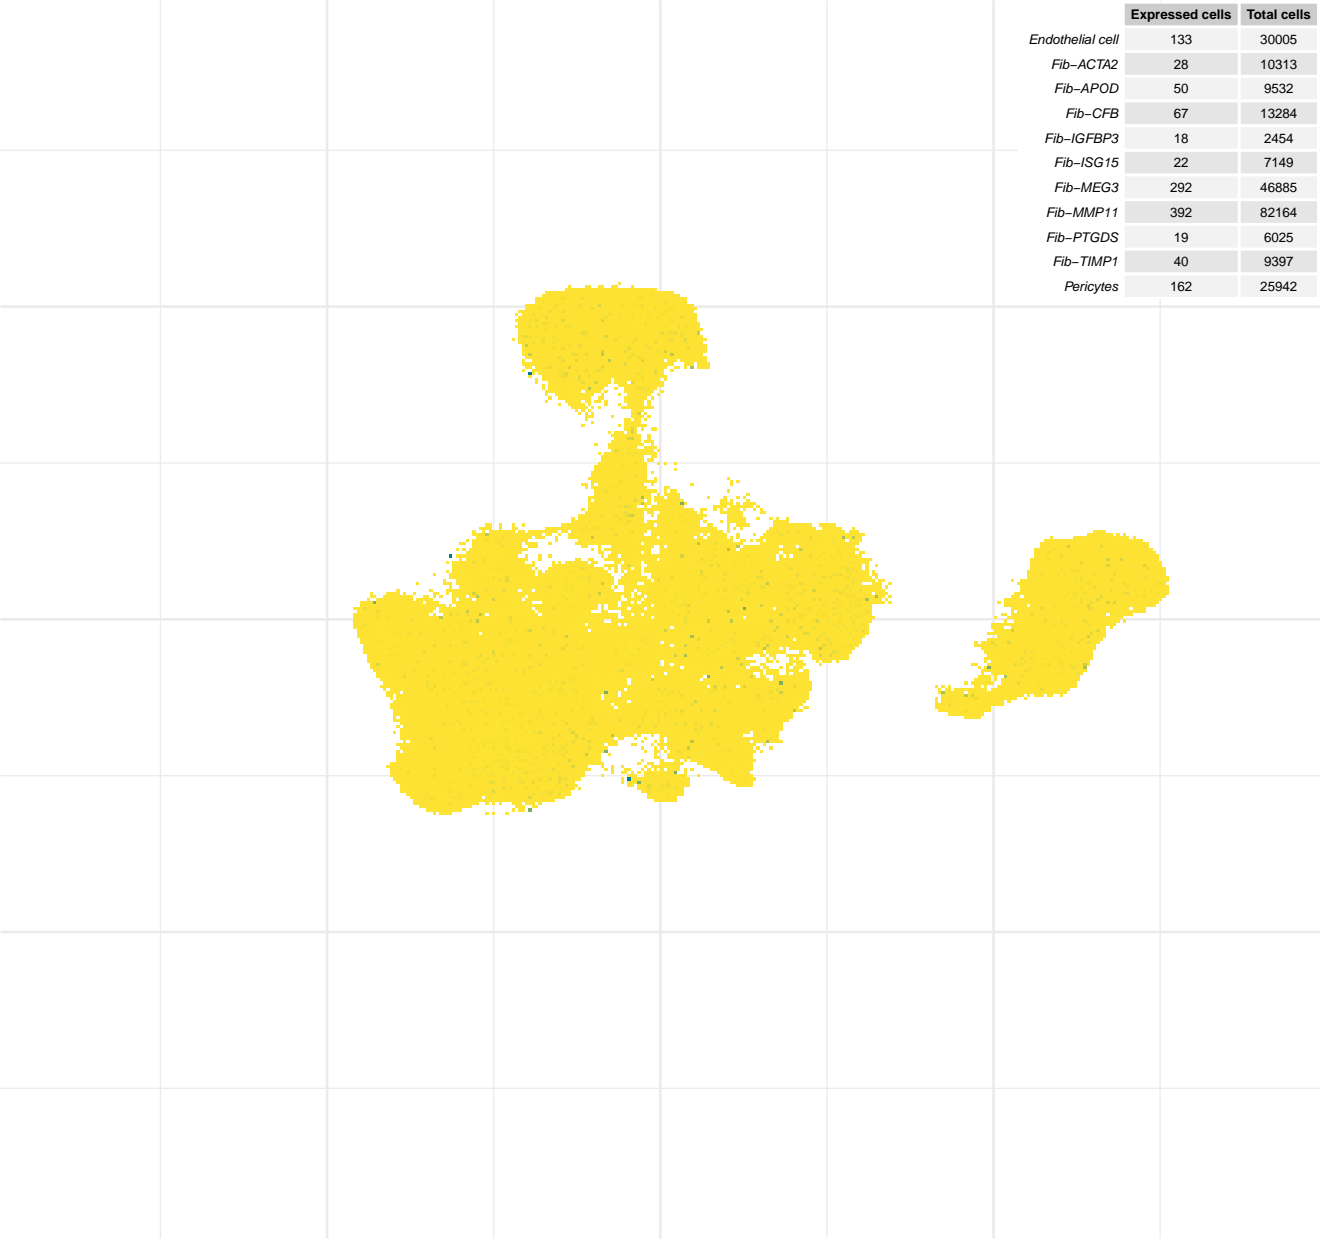 Expressed cells Total cells
Endothelial cell 133 30005
Fib−ACTA2 28 10313
Fib−APOD 50 9532
Fib−CFB 67 13284
Fib−IGFBP3 18 2454
Fib−ISG15 22 7149
Fib−MEG3 292 46885
Fib−MMP11 392 82164
Fib−PTGDS 19 6025
Fib−TIMP1 40 9397
Pericytes 162 25942